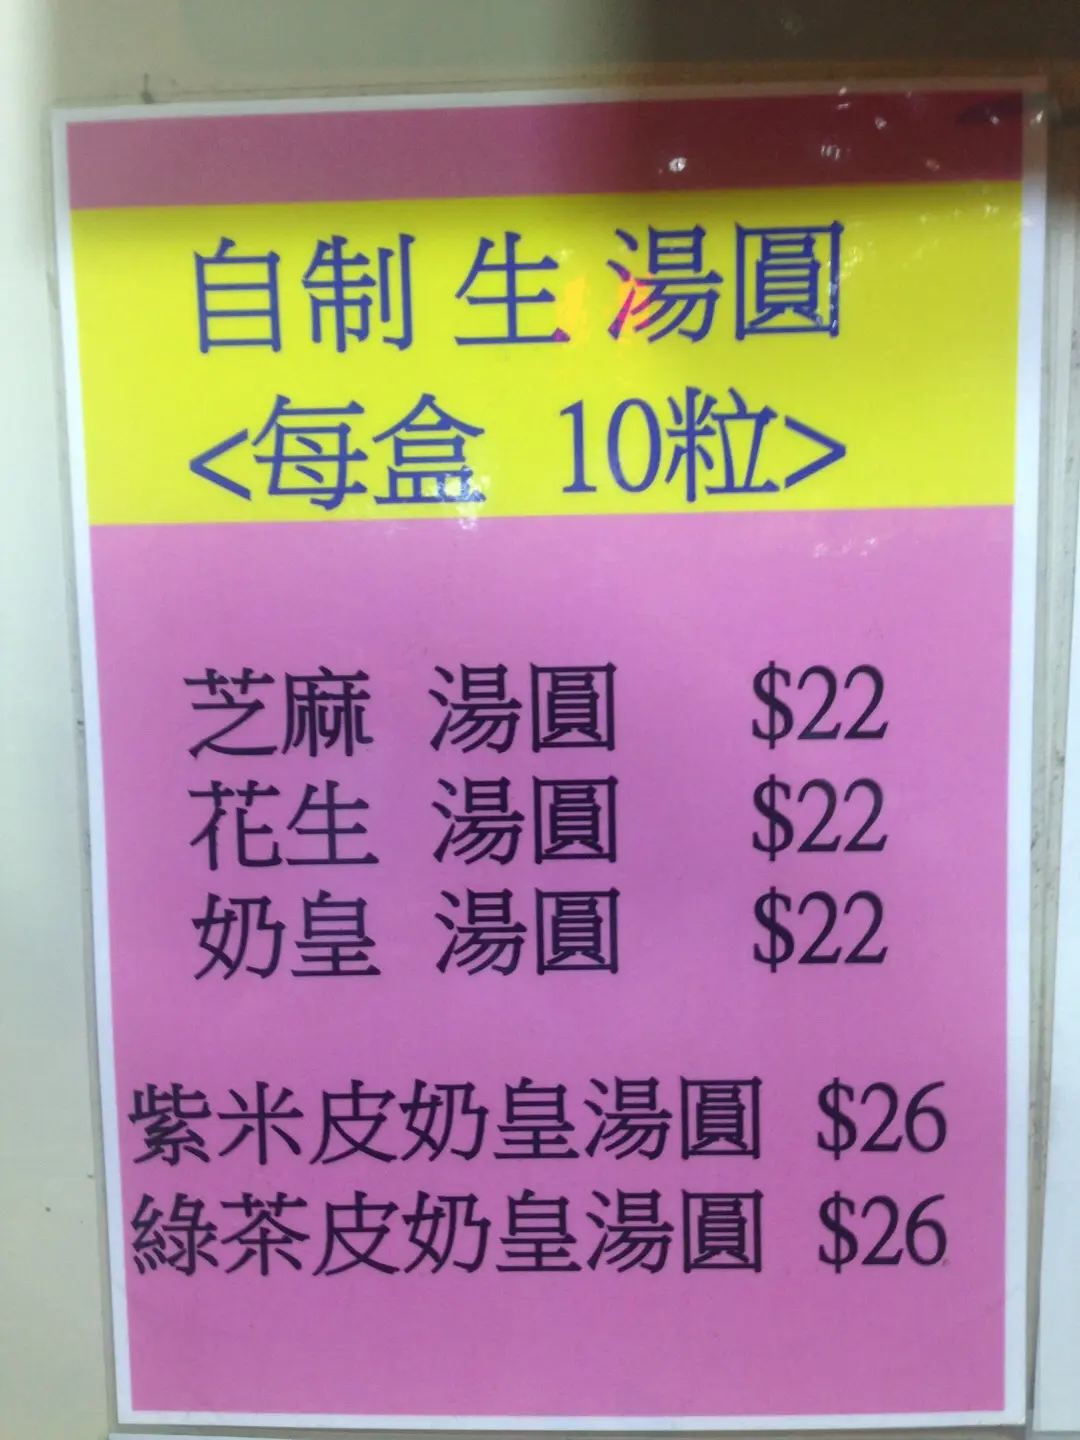 自制 生 湯圓
<每盒 10粒>
芝麻 湯圓 $22
花生 湯圓 $22
奶皇 湯圓 $22
紫米皮奶皇湯圓 $26
綠茶皮奶皇湯圓 $26